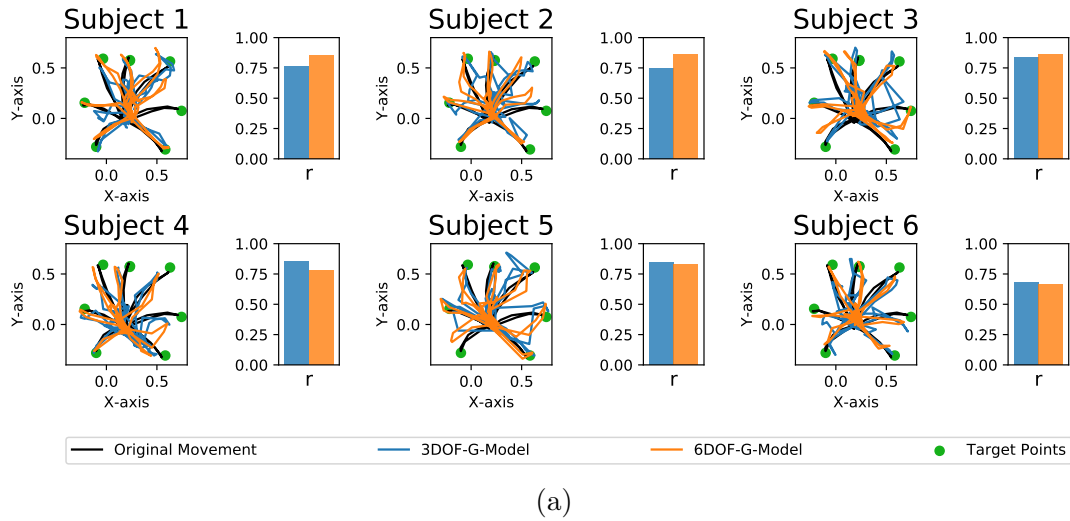 Subject 1
Subject 2
Subject 3
Y-axis
0.5
0.0
0.0
0.5
X-axis
1.00
0.75
0.50
0.25
0.00
r
Y-axis
0.5
0.0
0.0
0.5
X-axis
1.00
0.75
0.50
0.25
0.00
r
Y-axis
0.5
0.0
0.0
0.5
X-axis
1.00
0.75
0.50
0.25
0.00
r
Subject 4
Subject 5
Subject 6
Y-axis
0.5
0.0
0.0
0.5
X-axis
1.00
0.75
0.50
0.25
0.00
r
Y-axis
0.5
0.0
0.0
0.5
X-axis
1.00
0.75
0.50
0.25
0.00
r
Y-axis
0.5
0.0
0.0
0.5
X-axis
1.00
0.75
0.50
0.25
0.00
r
Original Movement
3DOF-G-Model
6DOF-G-Model
Target Points
(a)